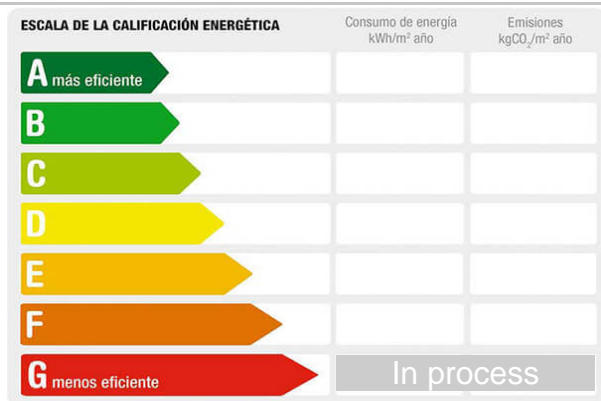 ESCALA DE LA CALIFICACIÓN ENERGÉTICA
Consumo de energía
kWh/m² año
Emisiones
kgCO₂/m² año
A más eficiente
B
C
D
E
F
G menos eficiente
In process